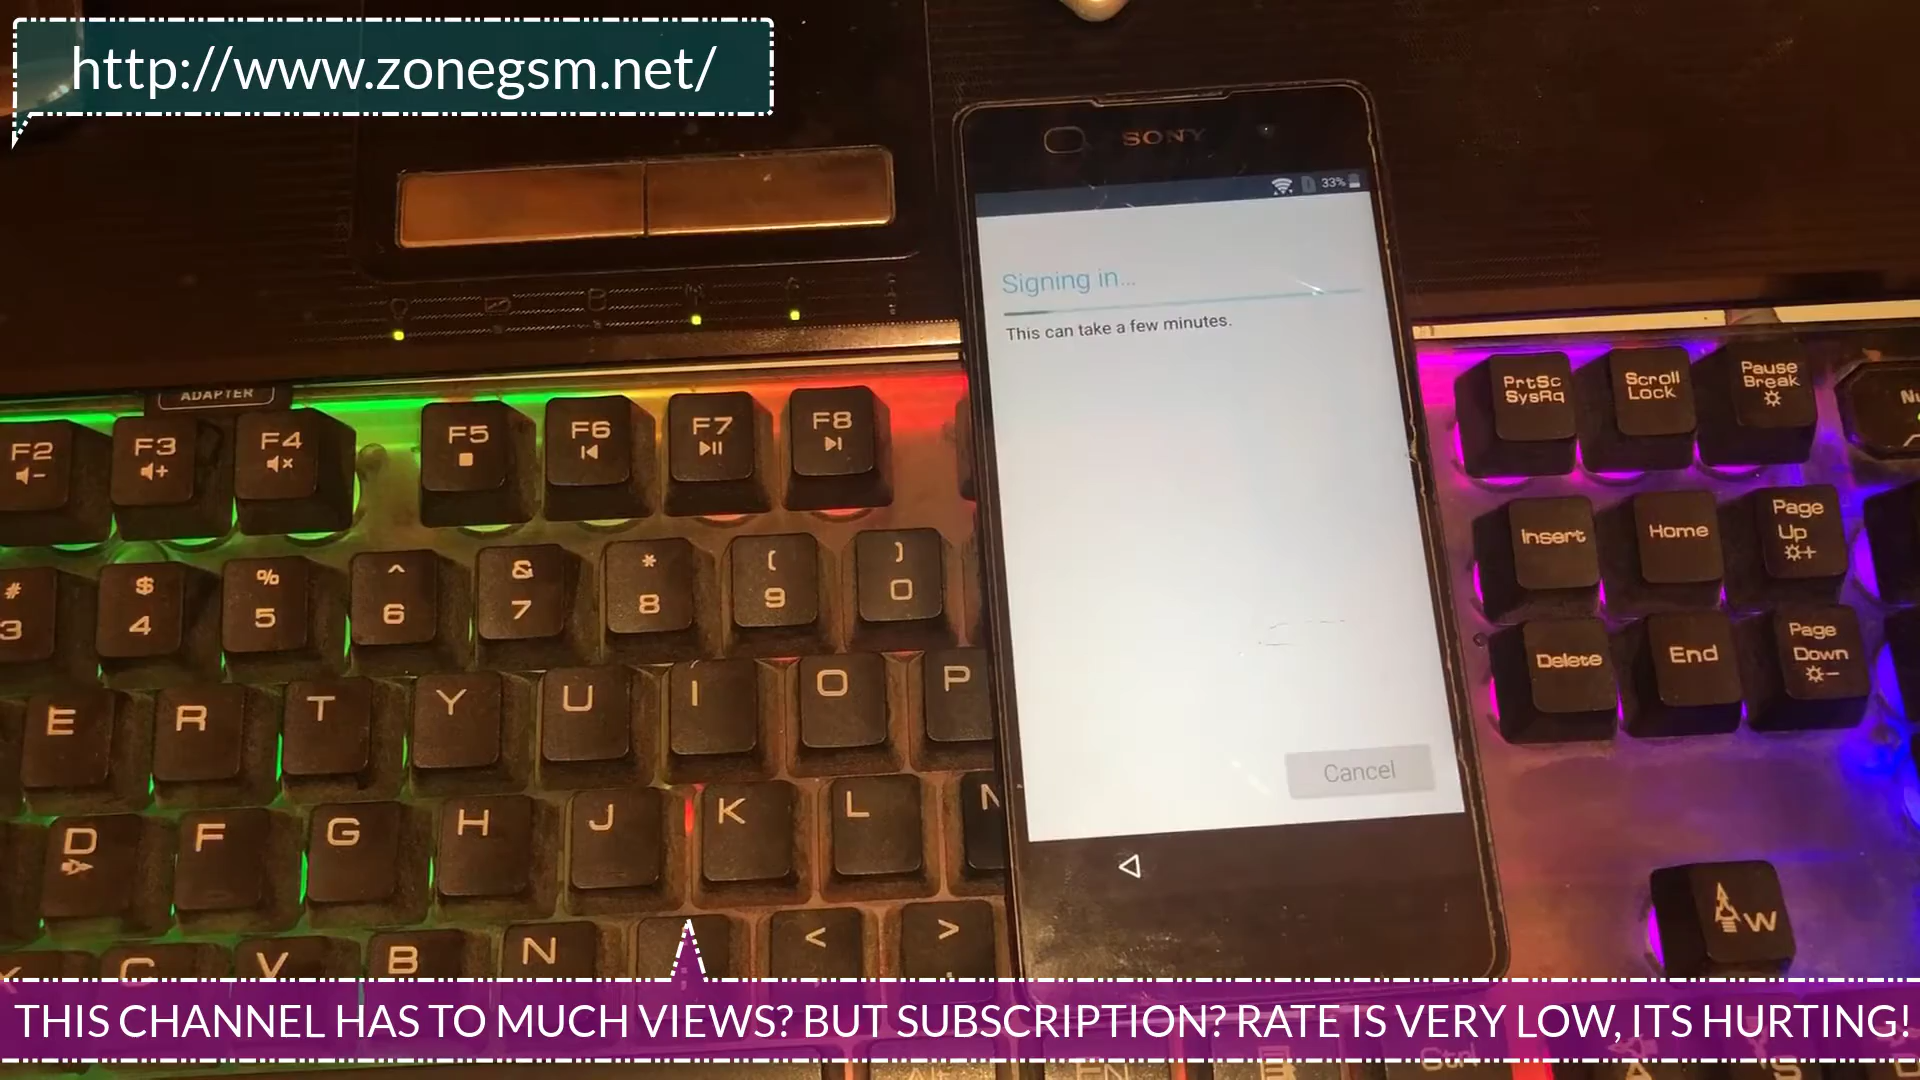 http://www.zonegsm.net/
SONY
33%
Signing in...
This can take a few minutes.
Cancel
ADAPTER
F2
F3
F4
F5
F6
F7
F8
PrtSc
SysRq
Scroll
Lock
Pause
Break
#
3
$
4
%
5
^
6
&
7
*
8
(
9
)
0
Insert
Home
Page
Up
E
R
T
Y
U
I
O
P
Delete
End
Page
Down
D
F
G
H
J
K
L
W
C
V
B
N
<
>
THIS CHANNEL HAS TO MUCH VIEWS? BUT SUBSCRIPTION? RATE IS VERY LOW, ITS HURTING!
Ctrl